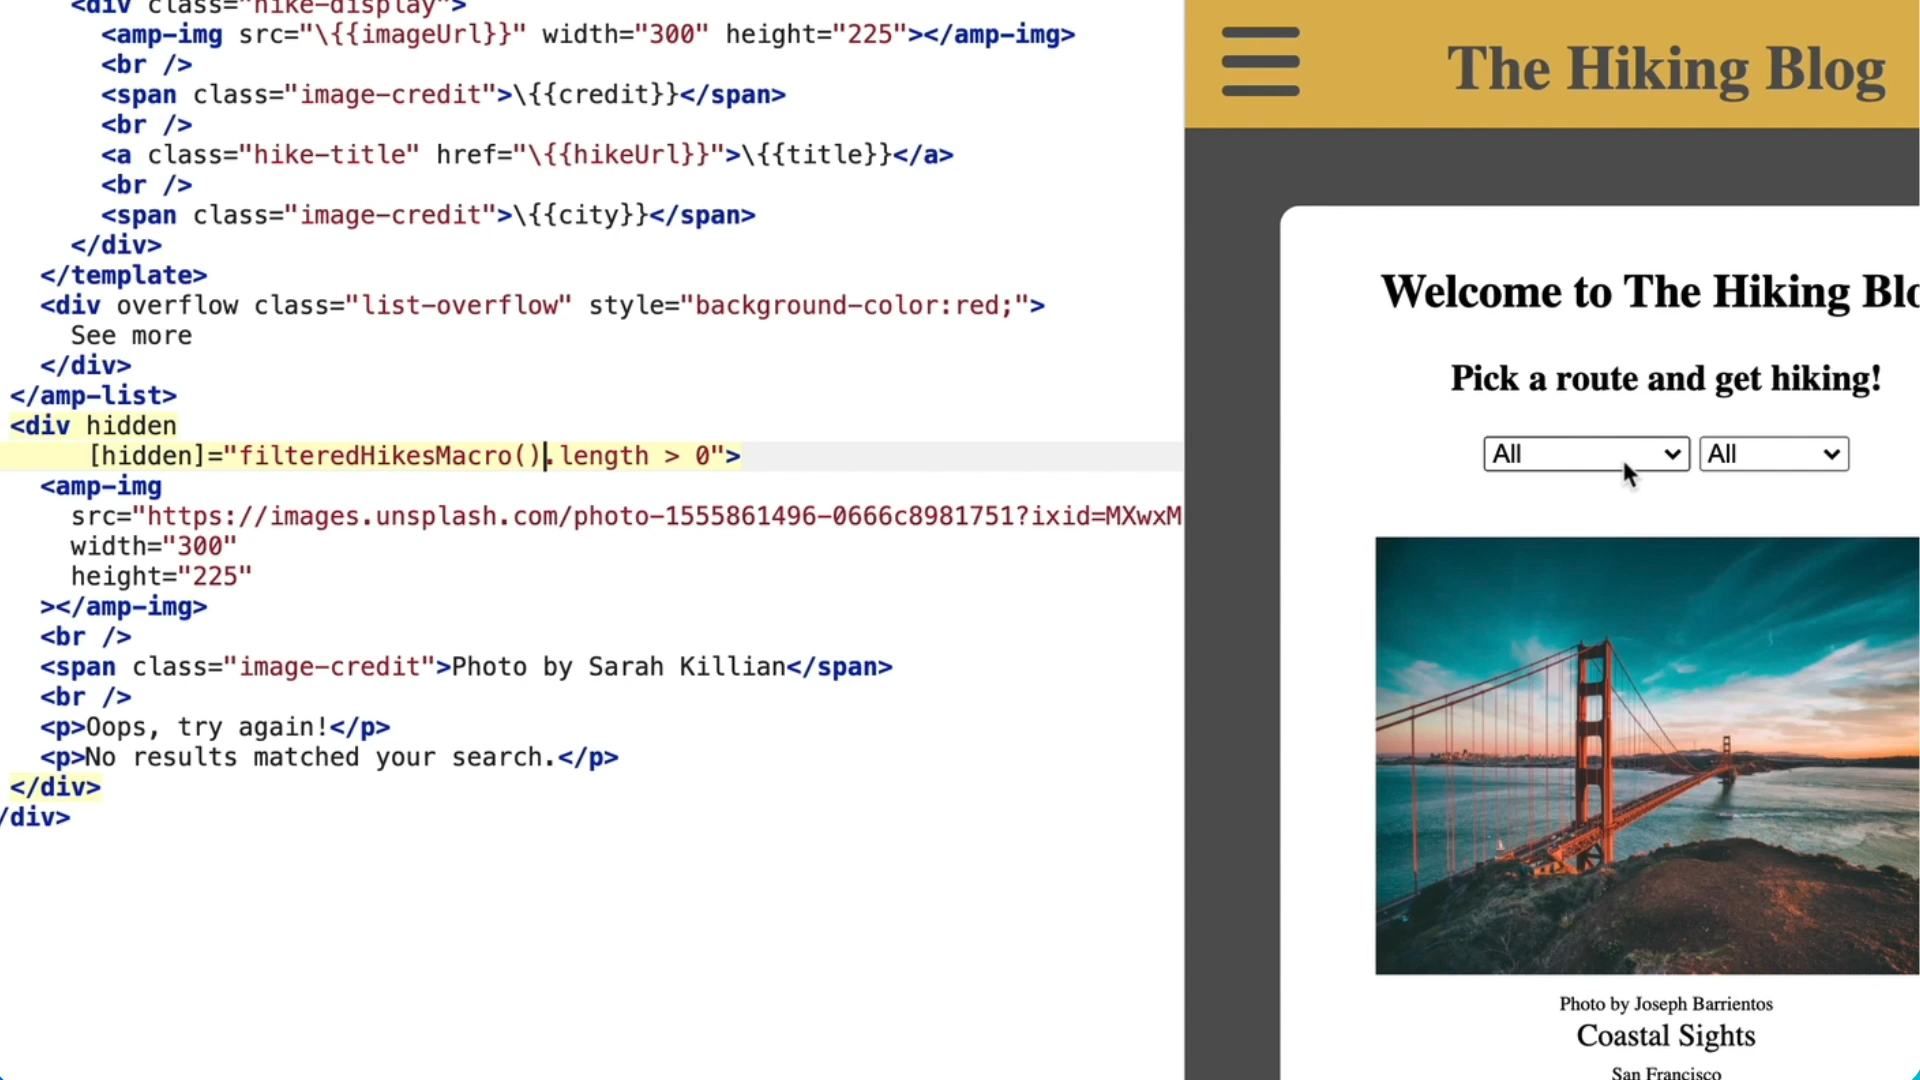 <div class="hike-display">
<amp-img src="\{{imageUrl}}" width="300" height="225"></amp-img>
<br />
<span class="image-credit">\{{credit}}</span>
<br />
<a class="hike-title" href="\{{hikeUrl}}">\{{title}}</a>
<br />
<span class="image-credit">\{{city}}</span>
</div>
</template>
<div overflow class="list-overflow" style="background-color:red;">
See more
</div>
</amp-list>
<div hidden
[hidden]="filteredHikesMacro().length > 0">
<amp-img
src="https://images.unsplash.com/photo-1555861496-0666c8981751?ixid=MXwxM
width="300"
height="225"
></amp-img>
<br />
<span class="image-credit">Photo by Sarah Killian</span>
<br />
<p>Oops, try again!</p>
<p>No results matched your search.</p>
</div>
/div>
The Hiking Blog
Welcome to The Hiking Blo
Pick a route and get hiking!
All All
Photo by Joseph Barrientos
Coastal Sights
San Francisco